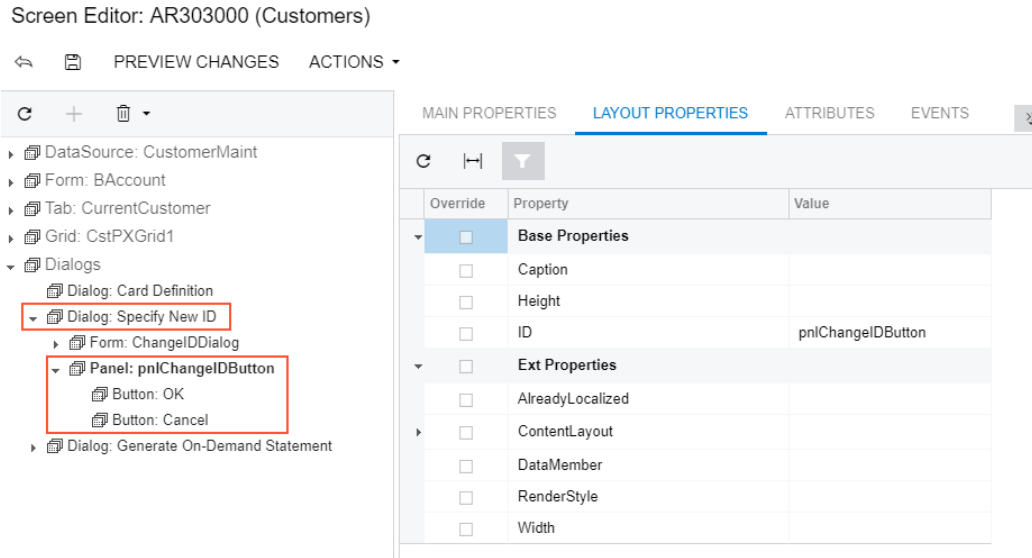 Screen Editor: AR303000 (Customers)
PREVIEW CHANGES ACTIONS
MAIN PROPERTIES LAYOUT PROPERTIES ATTRIBUTES EVENTS
DataSource: CustomerMaint
Form: BAccount
Tab: CurrentCustomer
Grid: CstPXGrid1
Dialogs
Dialog: Card Definition
Dialog: Specify New ID
Form: ChangeIDDialog
Panel: pnlChangeIDButton
Button: OK
Button: Cancel
Dialog: Generate On-Demand Statement
Override Property Value
Base Properties
Caption
Height
ID pnlChangeIDButton
Ext Properties
AlreadyLocalized
ContentLayout
DataMember
RenderStyle
Width